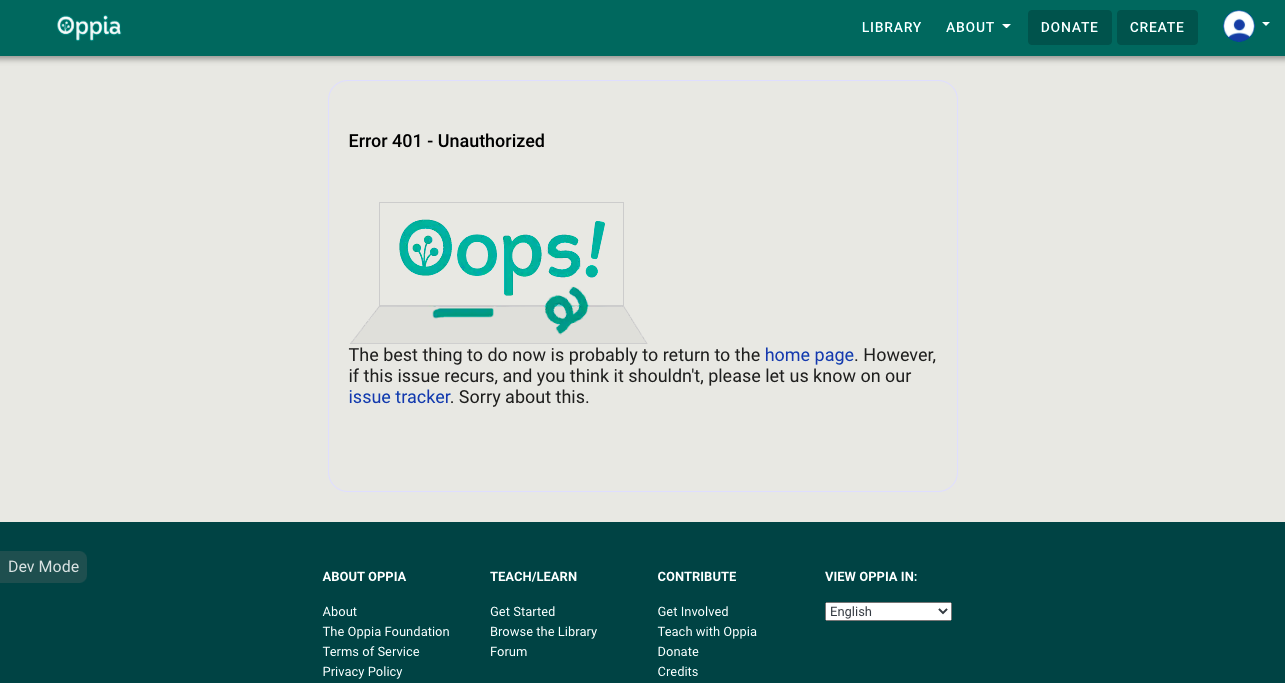 Oppia
LIBRARY ABOUT DONATE CREATE
Error 401 - Unauthorized
Oops!
The best thing to do now is probably to return to the home page. However,
if this issue recurs, and you think it shouldn't, please let us know on our
issue tracker. Sorry about this.
Dev Mode
ABOUT OPPIA
About
The Oppia Foundation
Terms of Service
Privacy Policy
TEACH/LEARN
Get Started
Browse the Library
Forum
CONTRIBUTE
Get Involved
Teach with Oppia
Donate
Credits
VIEW OPPIA IN:
English